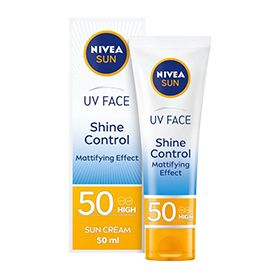 NIVEA
SUN
UV FACE
Shine
Control
Mattifying Effect
50
HIGH
SUN CREAM
50 ml
NIVEA
SUN
UV FACE
Shine
Control
Mattifying
Effect
50
HIGH